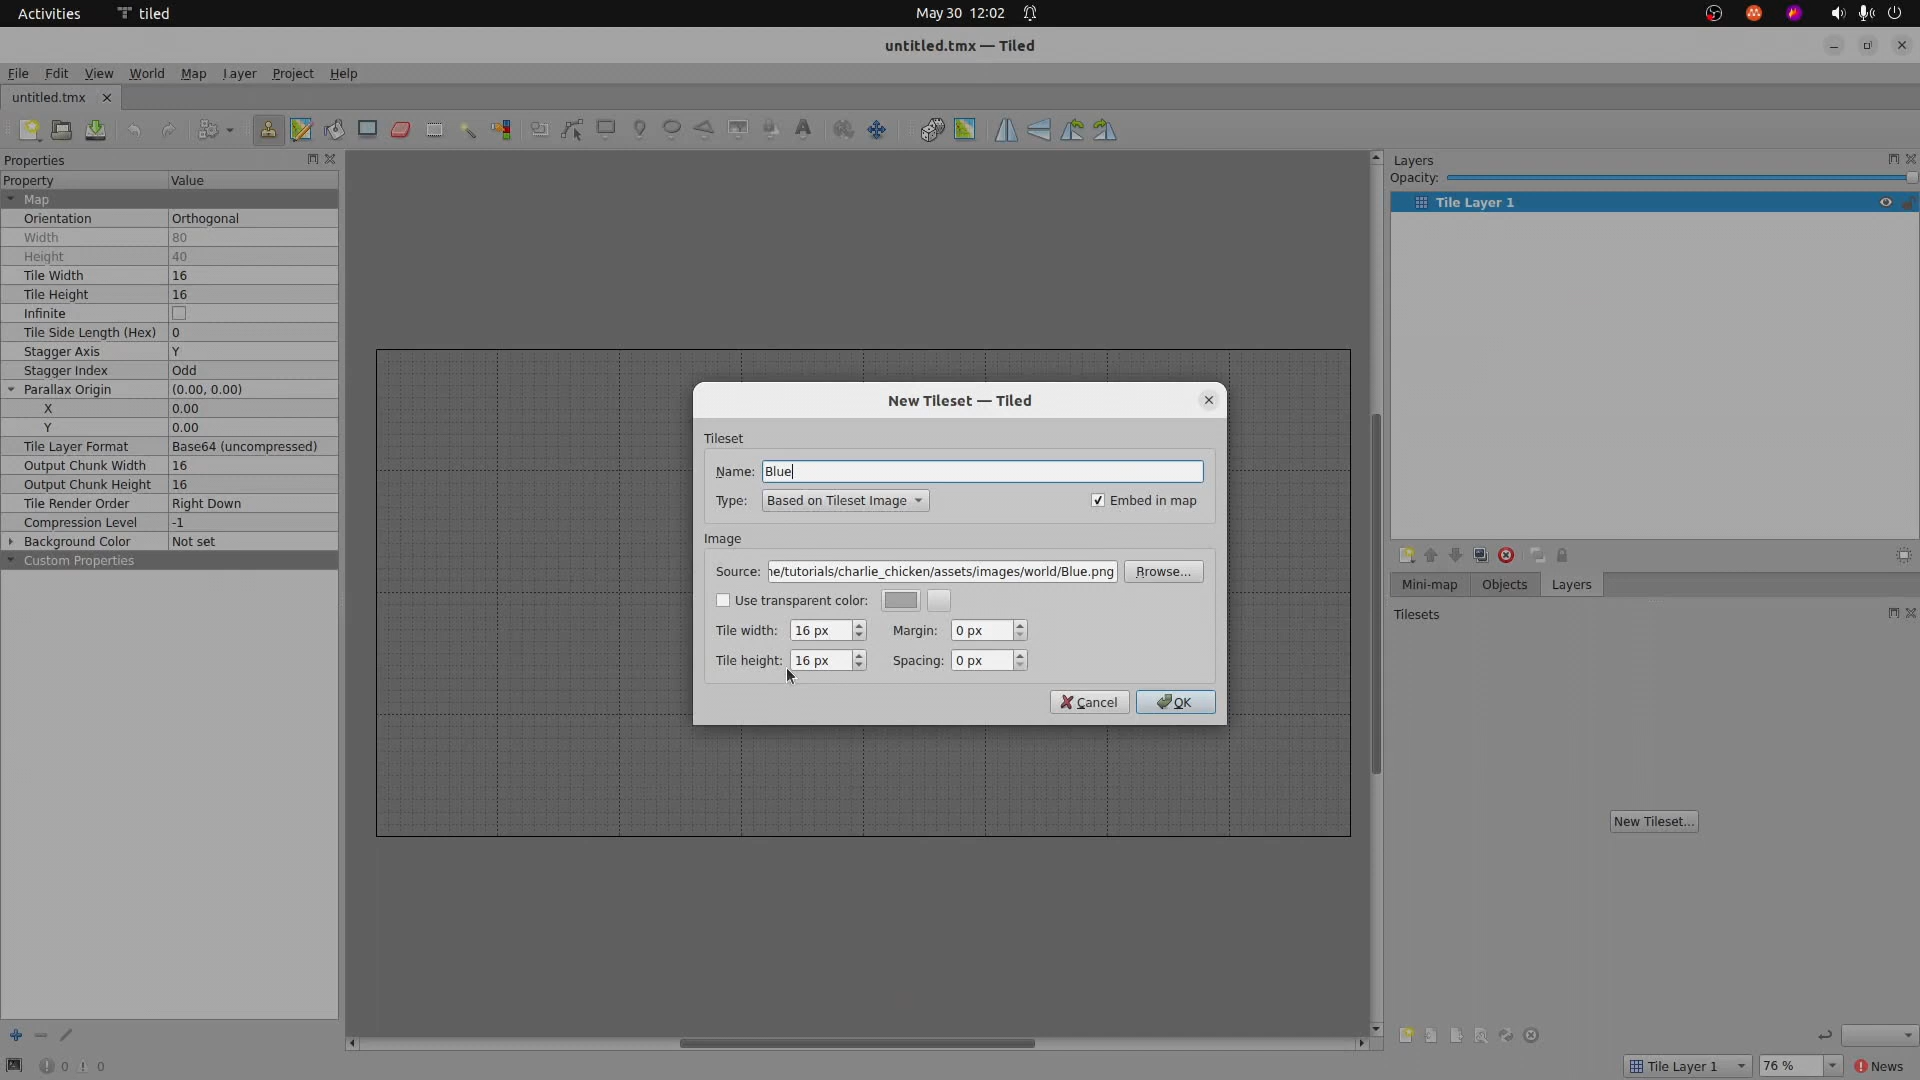 Activities
tiled
May 30 12:02
untitled.tmx — Tiled
File Edit View World Map Layer Project Help
untitled.tmx
Properties
Property Value
Map
Orientation Orthogonal
Width 80
Height 40
Tile Width 16
Tile Height 16
Infinite
Tile Side Length (Hex) 0
Stagger Axis Y
Stagger Index Odd
Parallax Origin (0.00, 0.00)
X 0.00
Y 0.00
Tile Layer Format Base64 (uncompressed)
Output Chunk Width 16
Output Chunk Height 16
Tile Render Order Right Down
Compression Level -1
Background Color Not set
Custom Properties
New Tileset — Tiled
Tileset
Name: Blue
Type: Based on Tileset Image Embed in map
Image
Source: ne/tutorials/charlie_chicken/assets/images/world/Blue.png Browse...
Use transparent color:
Tile width: 16 px Margin: 0 px
Tile height: 16 px Spacing: 0 px
Cancel OK
Layers
Opacity:
Tile Layer 1
Mini-map Objects Layers
Tilesets
New Tileset...
0 0
Tile Layer 1 76 % News